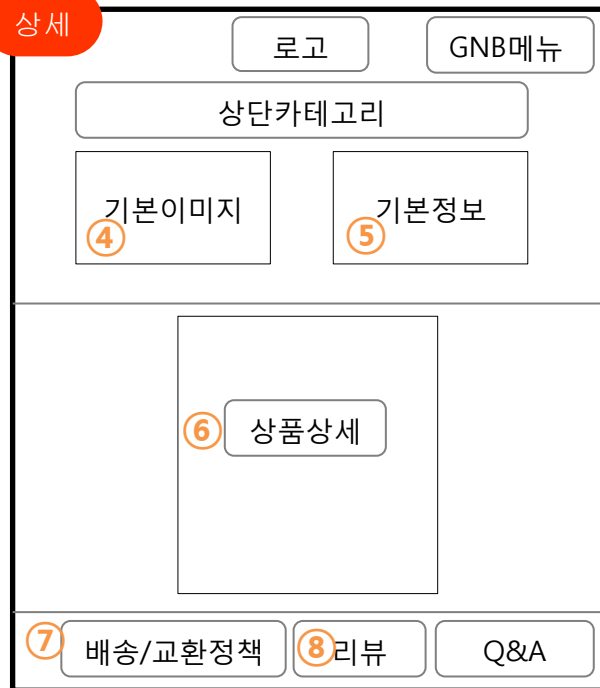 상세
로고
GNB메뉴
상단카테고리
기본이미지
④
기본정보
⑤
⑥ 상품상세
⑦ 배송/교환정책
⑧ 리뷰
Q&A